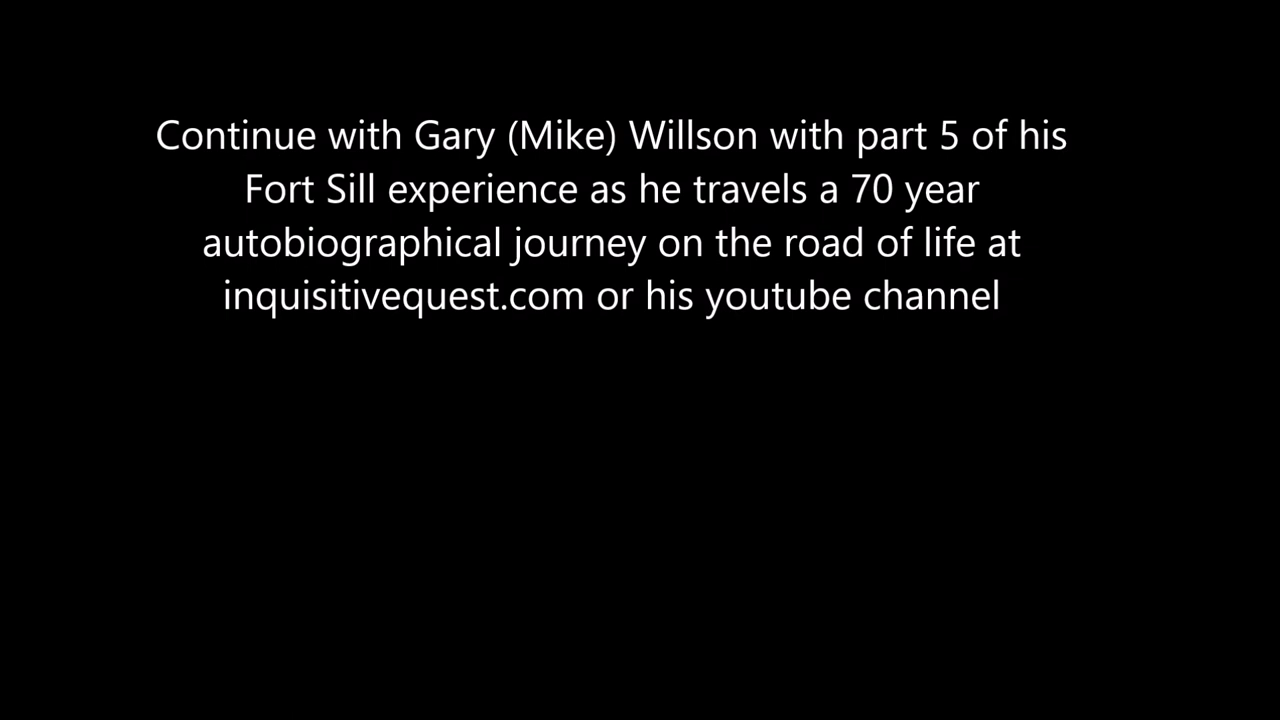 Continue with Gary (Mike) Willson with part 5 of his
Fort Sill experience as he travels a 70 year
autobiographical journey on the road of life at
inquisitivequest.com or his youtube channel